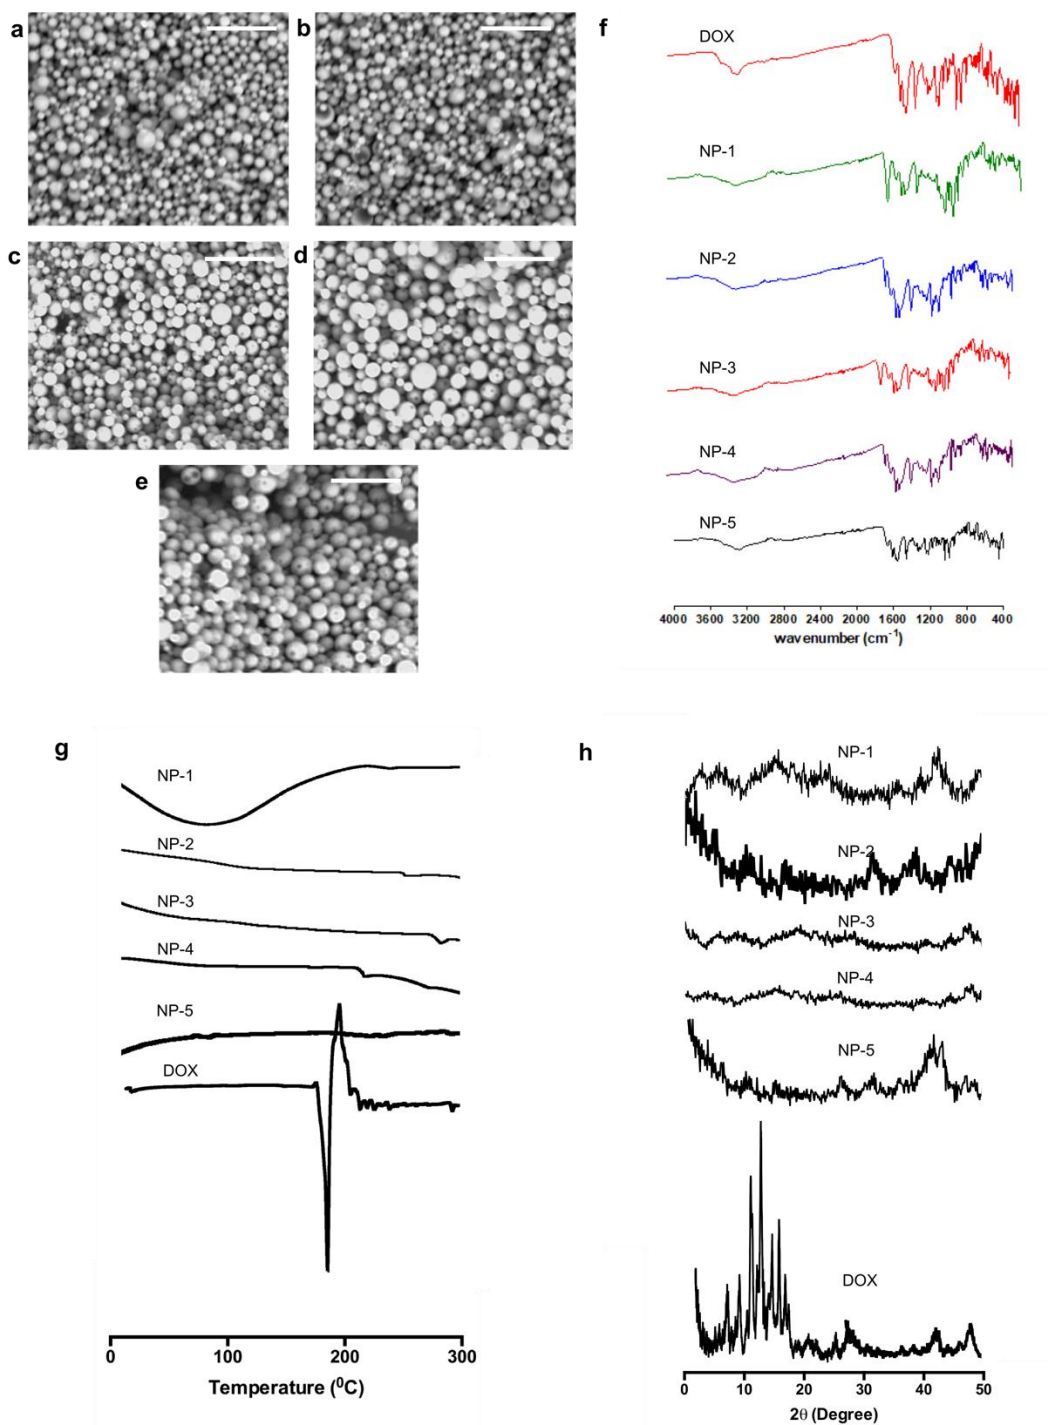 a
b
c
d
e
f
DOX
NP-1
NP-2
NP-3
NP-4
NP-5
4000 3600 3200 2800 2400 2000 1600 1200 800 400
wavenumber (cm⁻¹)
g
NP-1
NP-2
NP-3
NP-4
NP-5
DOX
0 100 200 300
Temperature (⁰C)
h
NP-1
NP-2
NP-3
NP-4
NP-5
DOX
0 10 20 30 40 50
2θ (Degree)